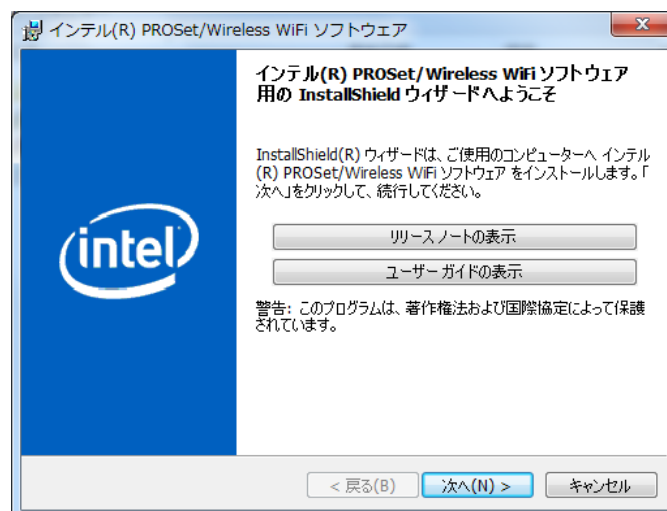 インテル(R) PROSet/Wireless WiFi ソフトウェア
インテル(R) PROSet/Wireless WiFi ソフトウェア
用の InstallShield ウィザードへようこそ
InstallShield(R) ウィザードは、ご使用のコンピューターへ インテル
(R) PROSet/Wireless WiFi ソフトウェア をインストールします。「
次へ」をクリックして、続行してください。
リリース ノートの表示
ユーザー ガイドの表示
警告: このプログラムは、著作権法および国際協定によって保護
されています。
intel
< 戻る(B)
次へ(N) >
キャンセル